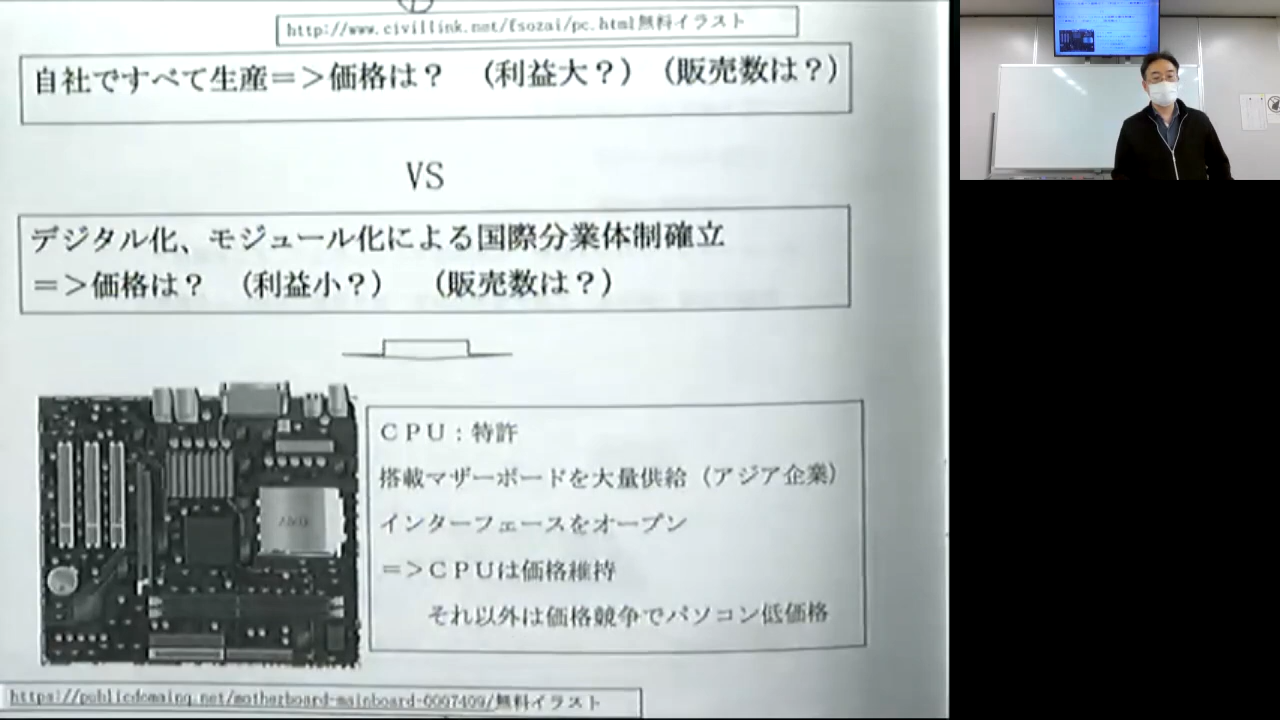 http://www.civillink.net/fsozai/pc.html無料イラスト
自社ですべて生産＝＞価格は？　（利益大？）（販売数は？）
VS
デジタル化、モジュール化による国際分業体制確立
＝＞価格は？　（利益小？）　（販売数は？）
ＣＰＵ：特許
搭載マザーボードを大量供給（アジア企業）
インターフェースをオープン
＝＞ＣＰＵは価格維持
それ以外は価格競争でパソコン低価格
https://publicdomainq.net/motherboard-mainboard-0007409/無料イラスト